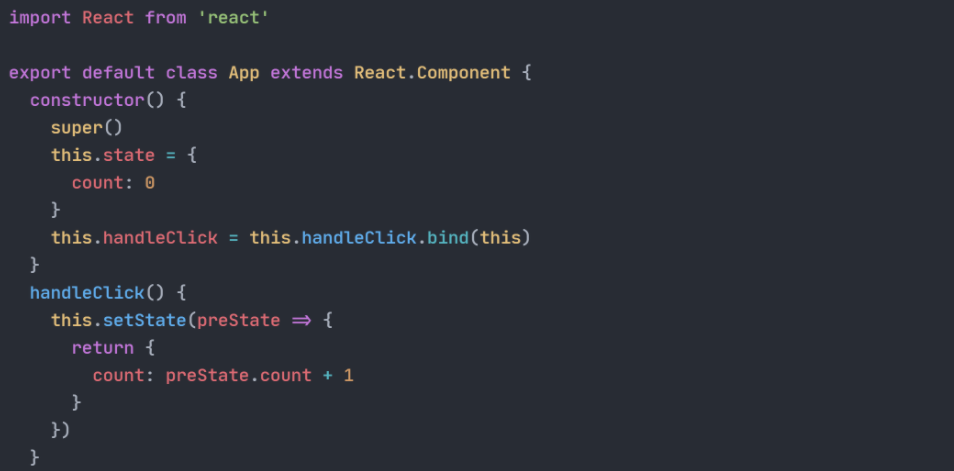 import React from 'react'
export default class App extends React.Component {
  constructor() {
    super()
    this.state = {
      count: 0
    }
    this.handleClick = this.handleClick.bind(this)
  }
  handleClick() {
    this.setState(preState => {
      return {
        count: preState.count + 1
      }
    })
  }